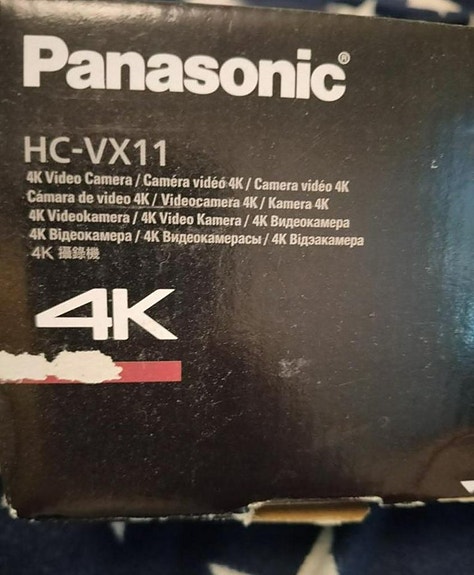 Panasonic®
HC-VX11
4K Video Camera / Caméra vidéo 4K / Camera vidéo 4K
Cámara de video 4K / Videocamera 4K / Kamera 4K
4K Videokamera / 4K Video Kamera / 4K Видеокамера
4K Відеокамера / 4K Видеокамерасы / 4K Відэакамера
4K 攝錄機
4K